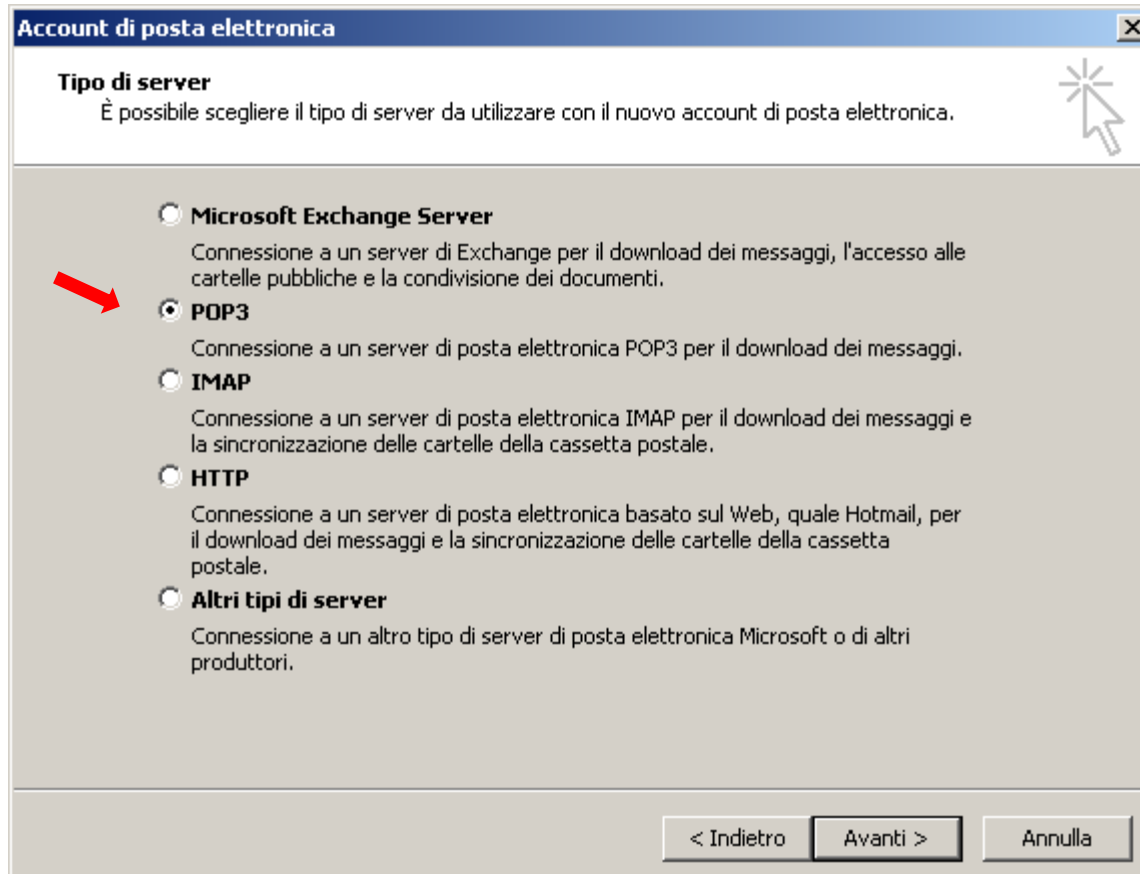 Account di posta elettronica
Tipo di server
È possibile scegliere il tipo di server da utilizzare con il nuovo account di posta elettronica.
Microsoft Exchange Server
Connessione a un server di Exchange per il download dei messaggi, l'accesso alle
cartelle pubbliche e la condivisione dei documenti.
POP3
Connessione a un server di posta elettronica POP3 per il download dei messaggi.
IMAP
Connessione a un server di posta elettronica IMAP per il download dei messaggi e
la sincronizzazione delle cartelle della cassetta postale.
HTTP
Connessione a un server di posta elettronica basato sul Web, quale Hotmail, per
il download dei messaggi e la sincronizzazione delle cartelle della cassetta
postale.
Altri tipi di server
Connessione a un altro tipo di server di posta elettronica Microsoft o di altri
produttori.
< Indietro Avanti > Annulla